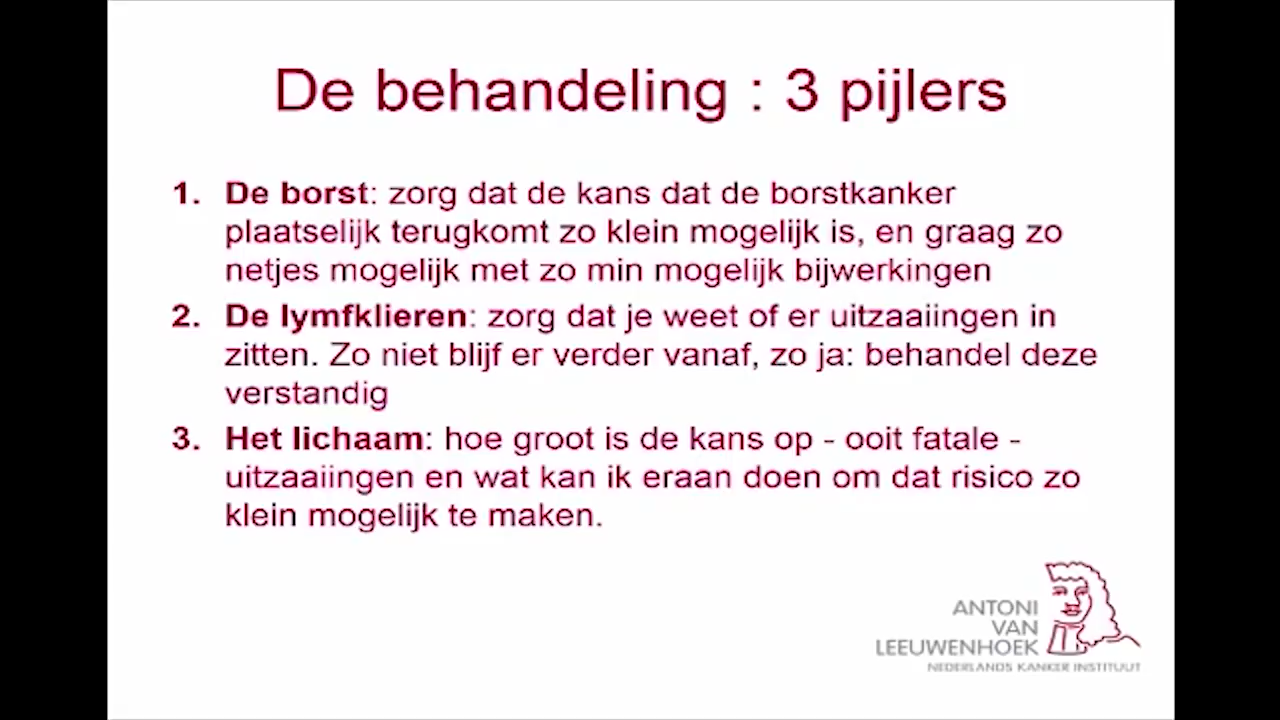 De behandeling : 3 pijlers
1. De borst: zorg dat de kans dat de borstkanker
plaatselijk terugkomt zo klein mogelijk is, en graag zo
netjes mogelijk met zo min mogelijk bijwerkingen
2. De lymfklieren: zorg dat je weet of er uitzaaiingen in
zitten. Zo niet blijf er verder vanaf, zo ja: behandel deze
verstandig
3. Het lichaam: hoe groot is de kans op - ooit fatale -
uitzaaiingen en wat kan ik eraan doen om dat risico zo
klein mogelijk te maken.
ANTONI
VAN
LEEUWENHOEK
NEDERLANDS KANKER INSTITUUT